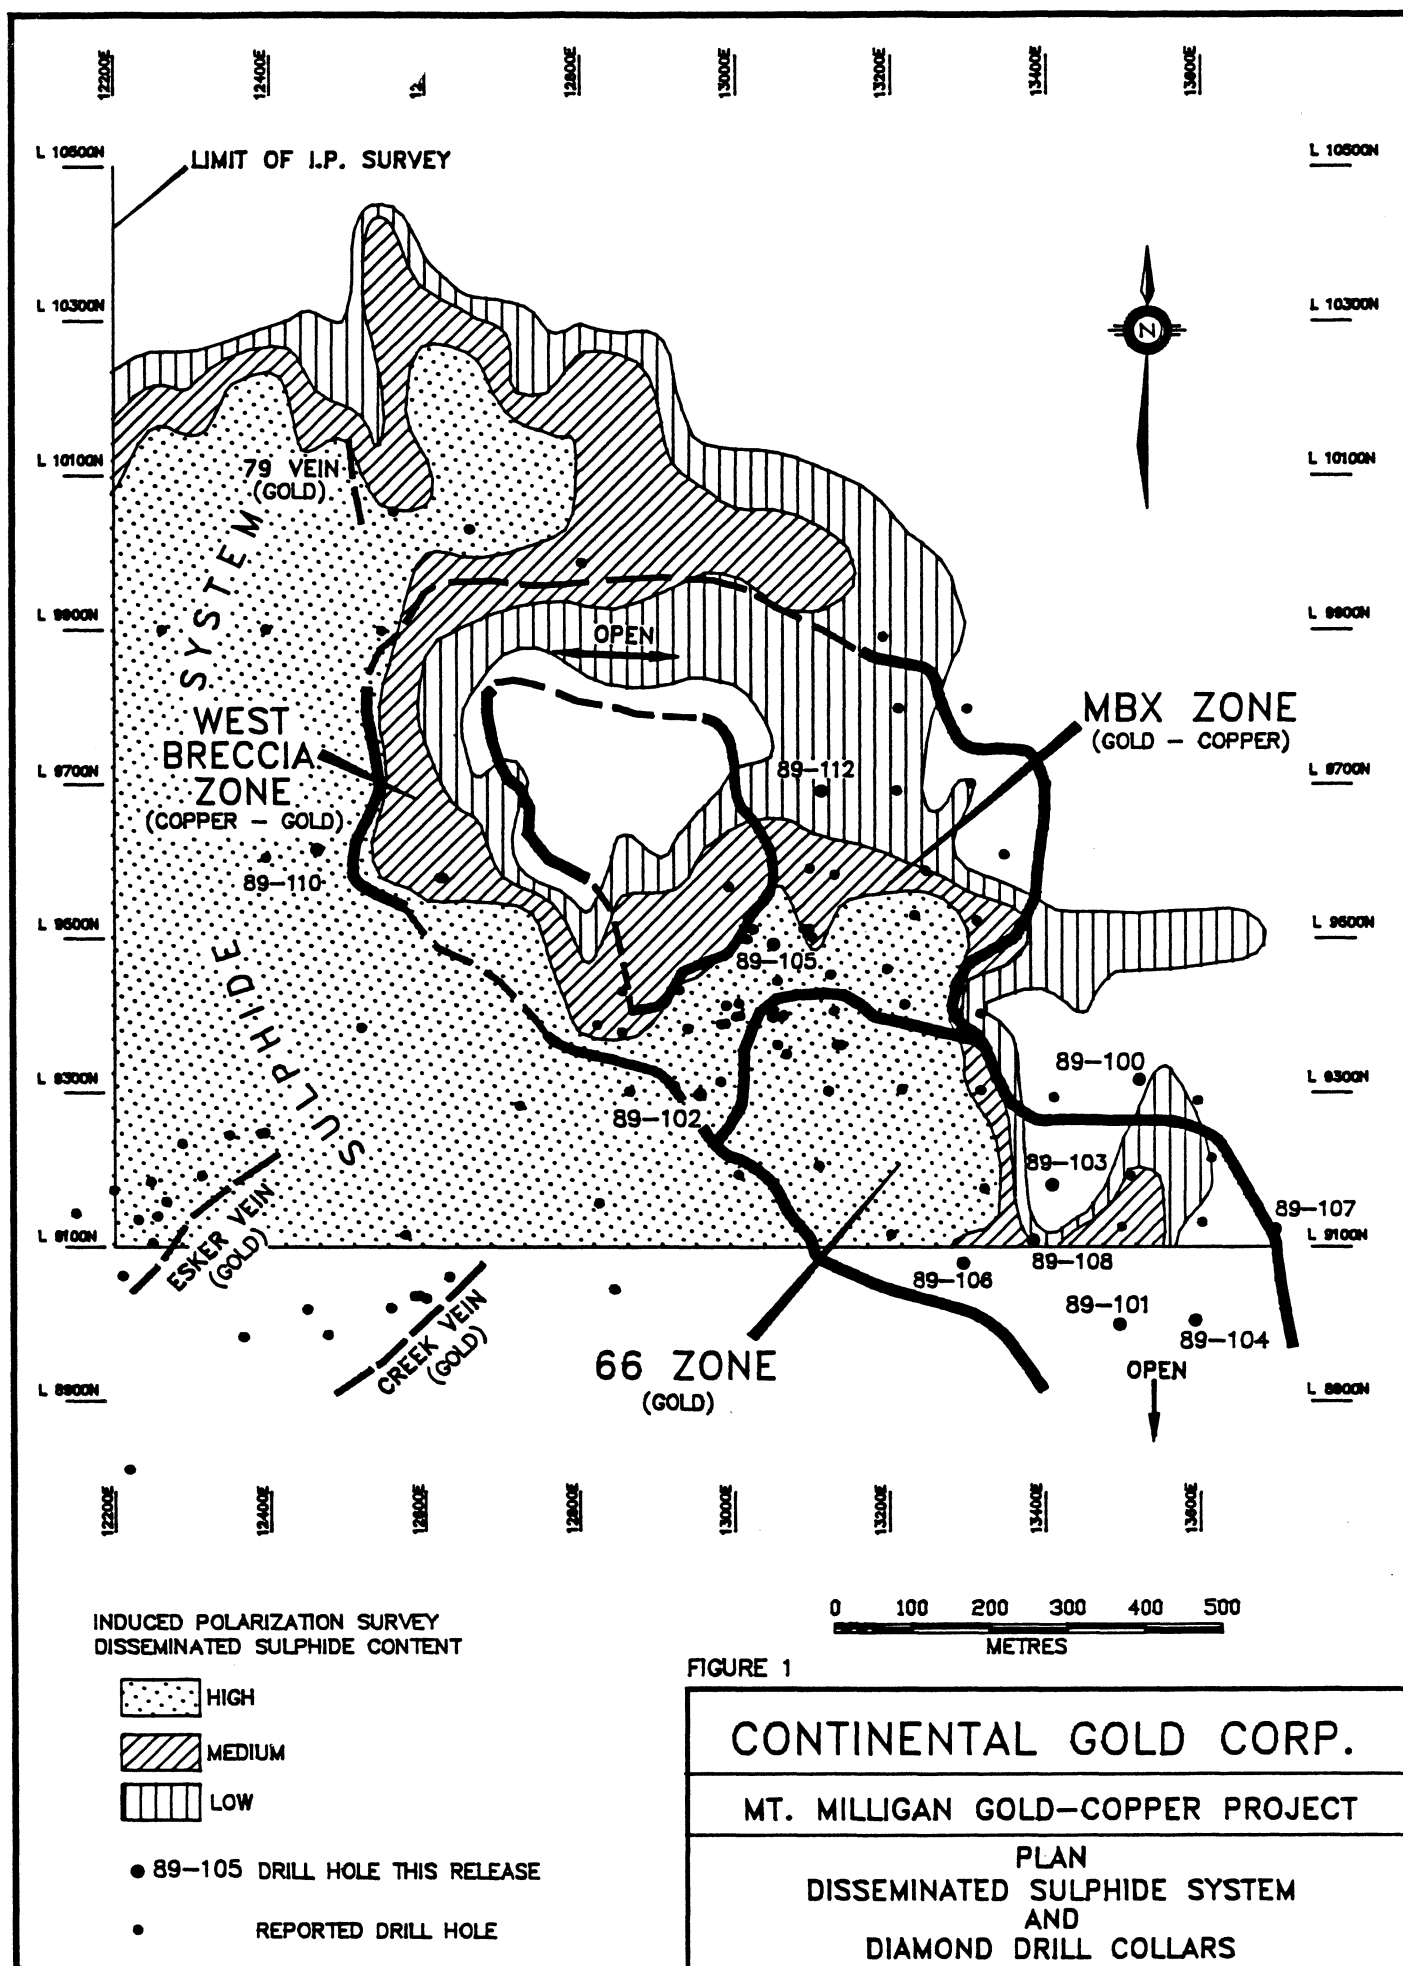 12200E
12400E
12
12800E
13000E
13200E
13400E
13600E
L 10500N
LIMIT OF I.P. SURVEY
L 10500N
L 10300N
L 10300N
N
L 10100N
79 VEIN
(GOLD)
L 10100N
SULPHIDE SYSTEM
L 9900N
OPEN
L 9900N
WEST
BRECCIA
ZONE
(COPPER – GOLD)
MBX ZONE
(GOLD – COPPER)
L 9700N
89–112
L 9700N
89–110
L 9500N
89–105
L 9500N
L 9300N
89–100
L 9300N
89–102
89–103
89–107
L 9100N
ESKER VEIN
(GOLD)
L 9100N
89–108
89–106
89–101
89–104
CREEK VEIN
(GOLD)
66 ZONE
(GOLD)
OPEN
L 8900N
L 8900N
12200E
12400E
12600E
12800E
13000E
13200E
13400E
13600E
INDUCED POLARIZATION SURVEY
DISSEMINATED SULPHIDE CONTENT
HIGH
MEDIUM
LOW
89–105 DRILL HOLE THIS RELEASE
REPORTED DRILL HOLE
0 100 200 300 400 500
METRES
FIGURE 1
CONTINENTAL GOLD CORP.
MT. MILLIGAN GOLD–COPPER PROJECT
PLAN
DISSEMINATED SULPHIDE SYSTEM
AND
DIAMOND DRILL COLLARS